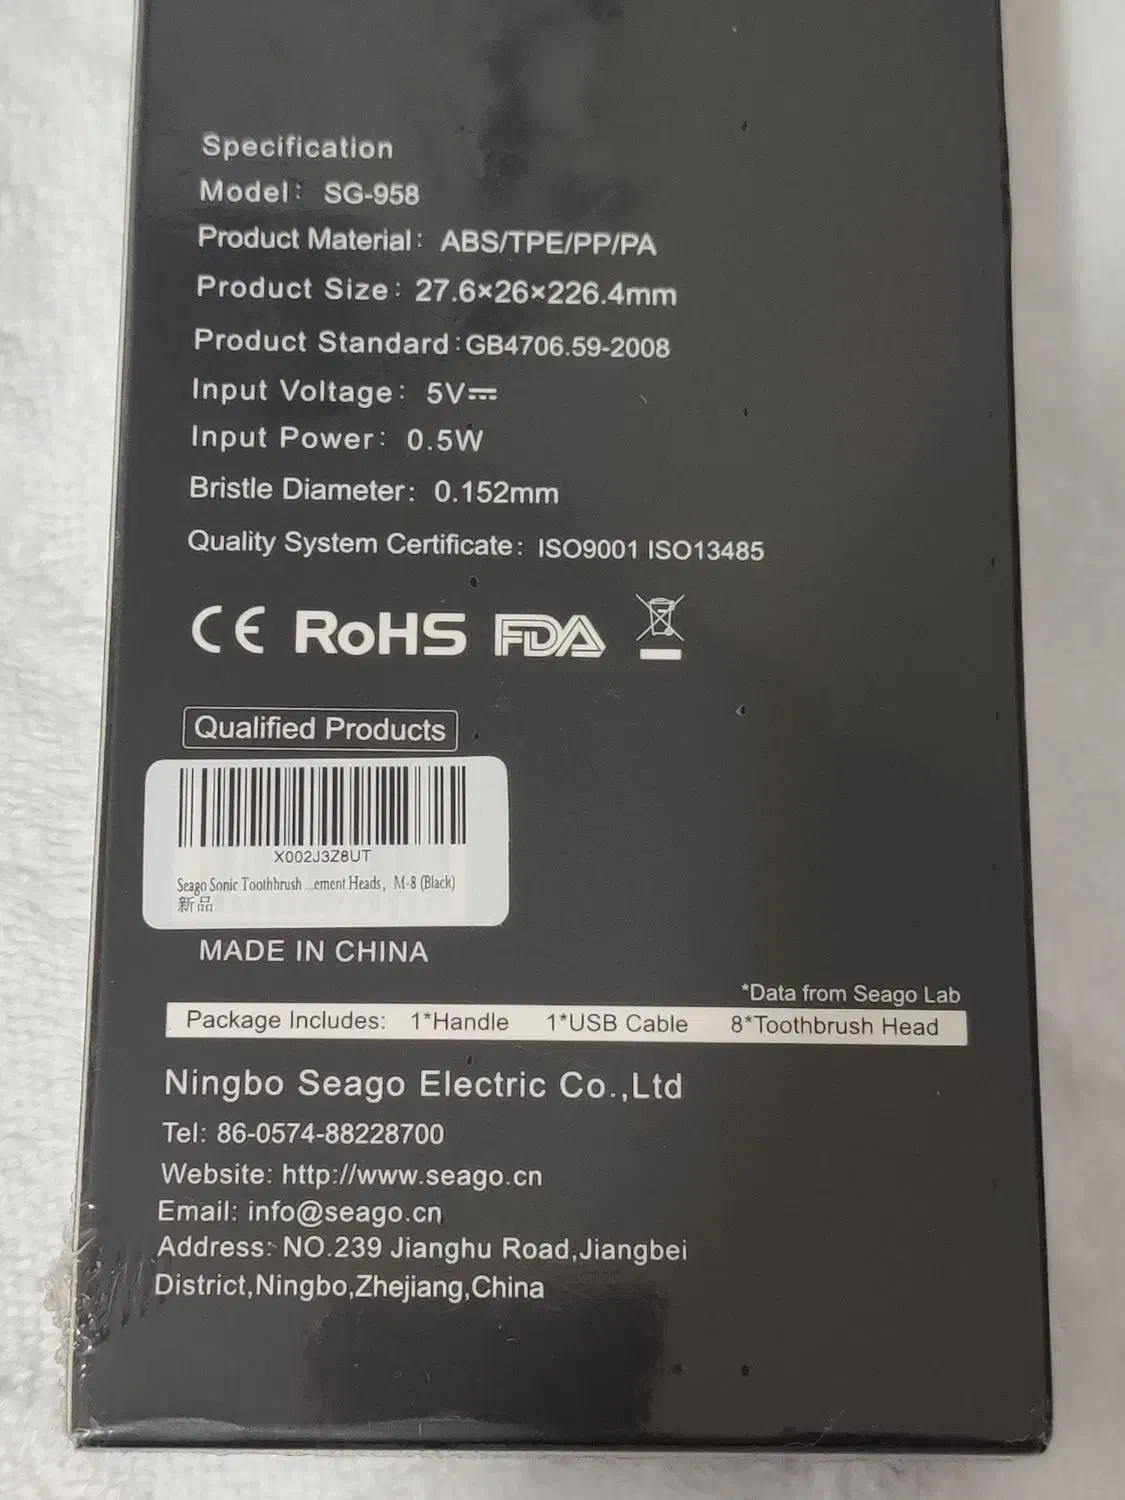 Specification
Model: SG-958
Product Material: ABS/TPE/PP/PA
Product Size: 27.6×26×226.4mm
Product Standard:GB4706.59-2008
Input Voltage: 5V⎓
Input Power: 0.5W
Bristle Diameter: 0.152mm
Quality System Certificate: ISO9001 ISO13485
CE RoHS FDA
Qualified Products
X002J3Z8UT
Seago Sonic Toothbrush ...ement Heads, M-8 (Black)
新品
MADE IN CHINA
*Data from Seago Lab
Package Includes: 1*Handle 1*USB Cable 8*Toothbrush Head
Ningbo Seago Electric Co.,Ltd
Tel: 86-0574-88228700
Website: http://www.seago.cn
Email: info@seago.cn
Address: NO.239 Jianghu Road,Jiangbei
District,Ningbo,Zhejiang,China